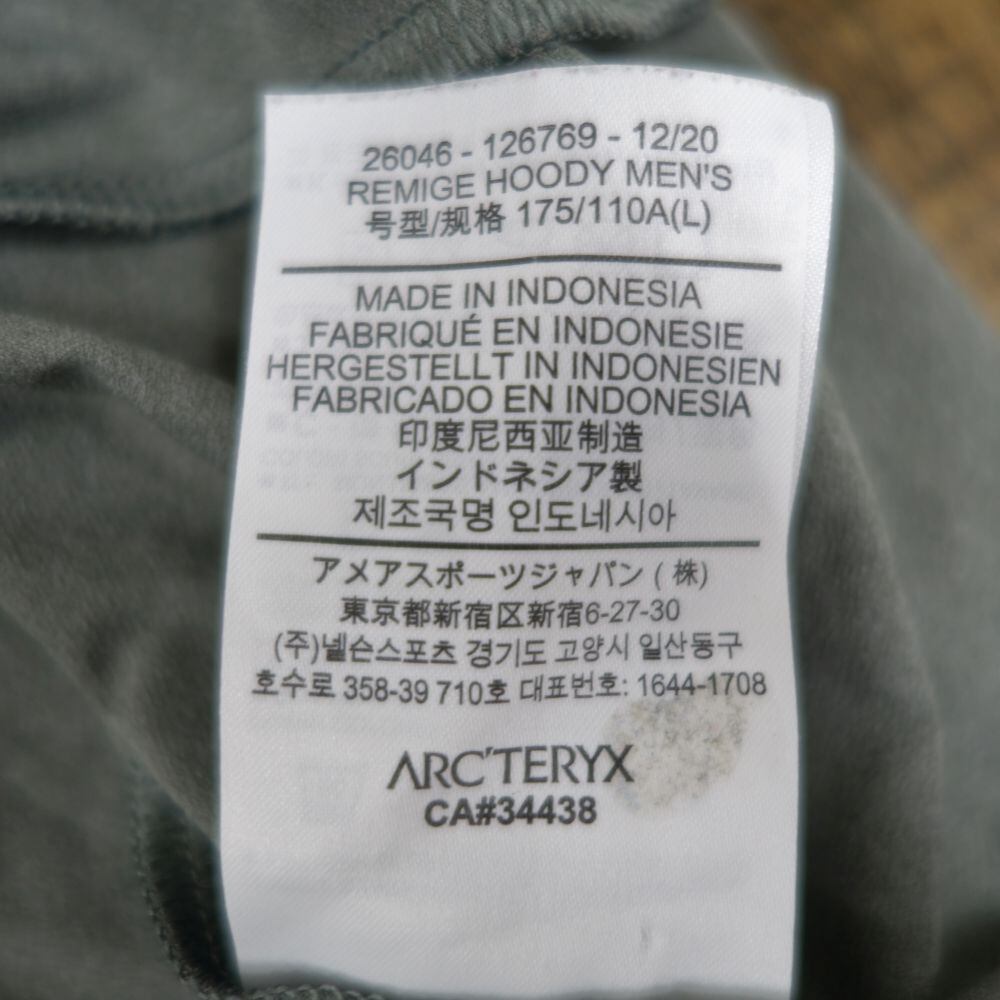 26046 - 126769 - 12/20
REMIGE HOODY MEN'S
号型/规格 175/110A(L)
MADE IN INDONESIA
FABRIQUÉ EN INDONESIE
HERGESTELLT IN INDONESIEN
FABRICADO EN INDONESIA
印度尼西亚制造
インドネシア製
제조국명 인도네시아
アメアスポーツジャパン ( 株)
東京都新宿区新宿6-27-30
(주)넬슨스포츠 경기도 고양시 일산동구
호수로 358-39 710호 대표번호: 1644-1708
ARC'TERYX
CA#34438